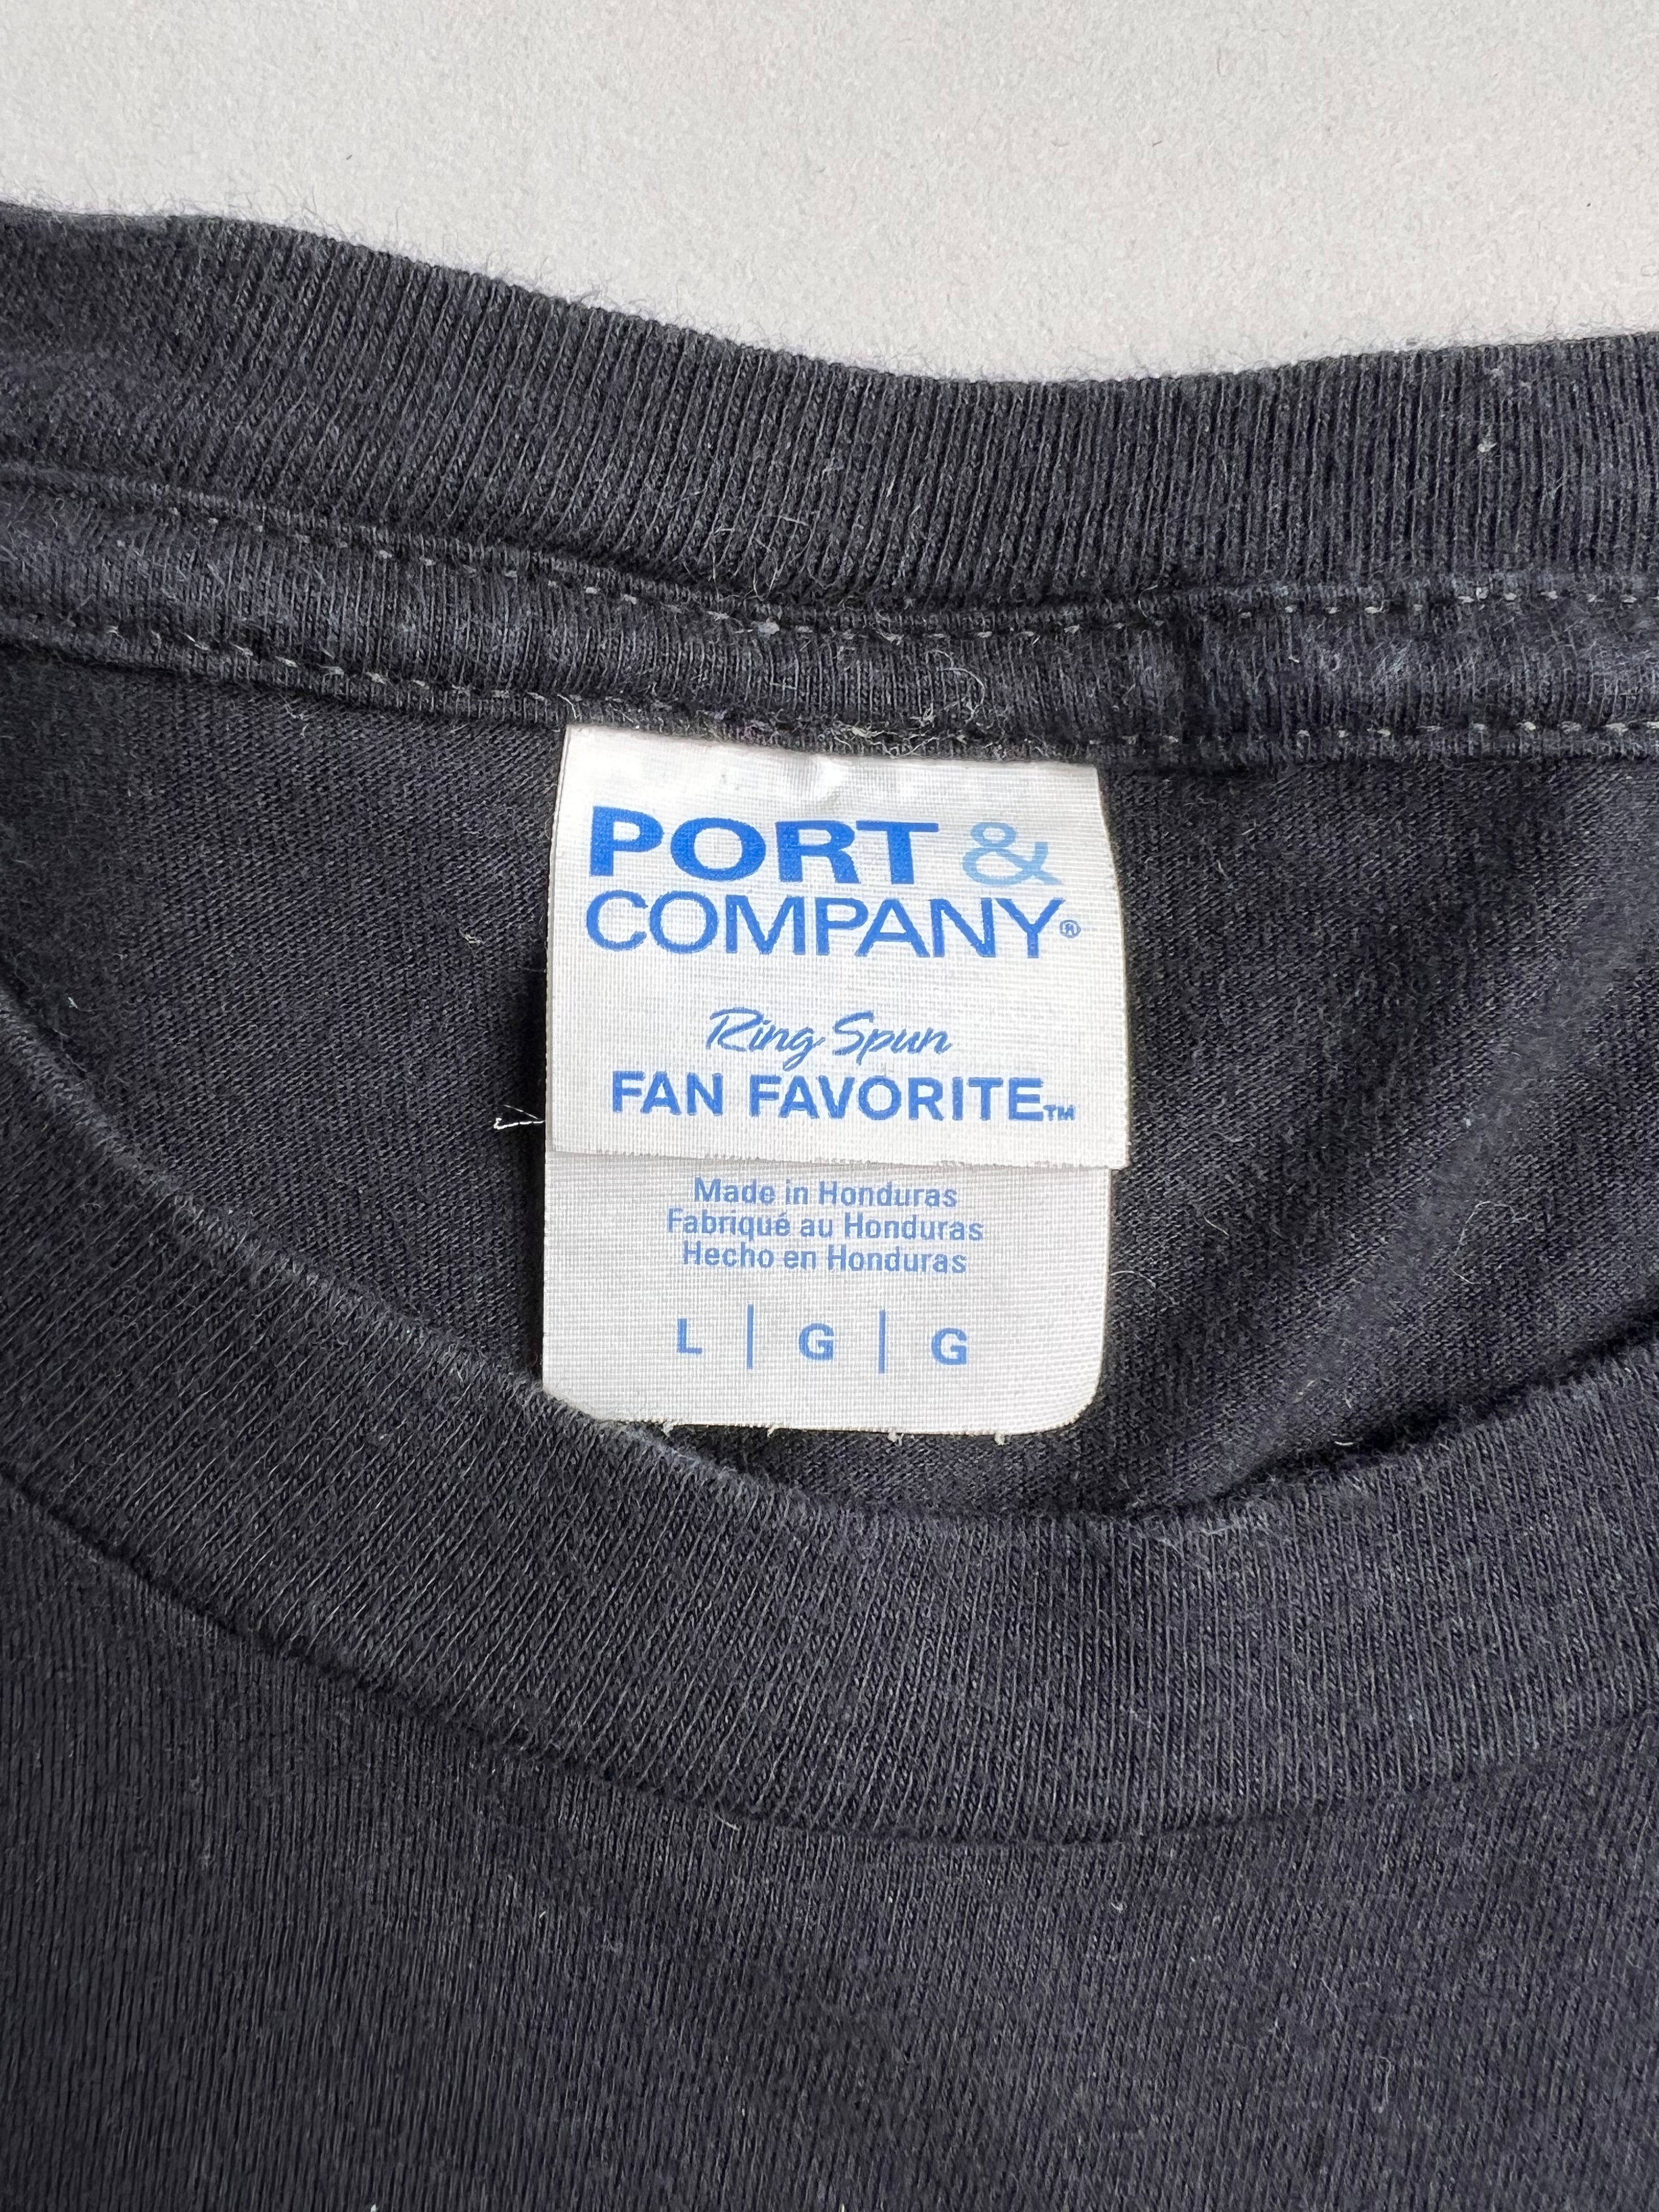 PORT &
COMPANY®
Ring Spun
FAN FAVORITE™
Made in Honduras
Fabriqué au Honduras
Hecho en Honduras
L | G | G